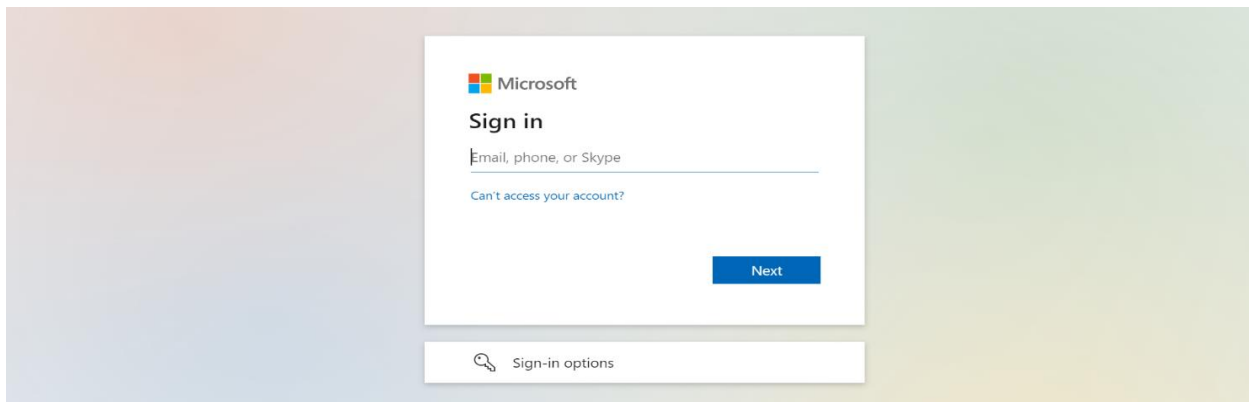 Microsoft
Sign in
Email, phone, or Skype
Can't access your account?
Next
Sign-in options